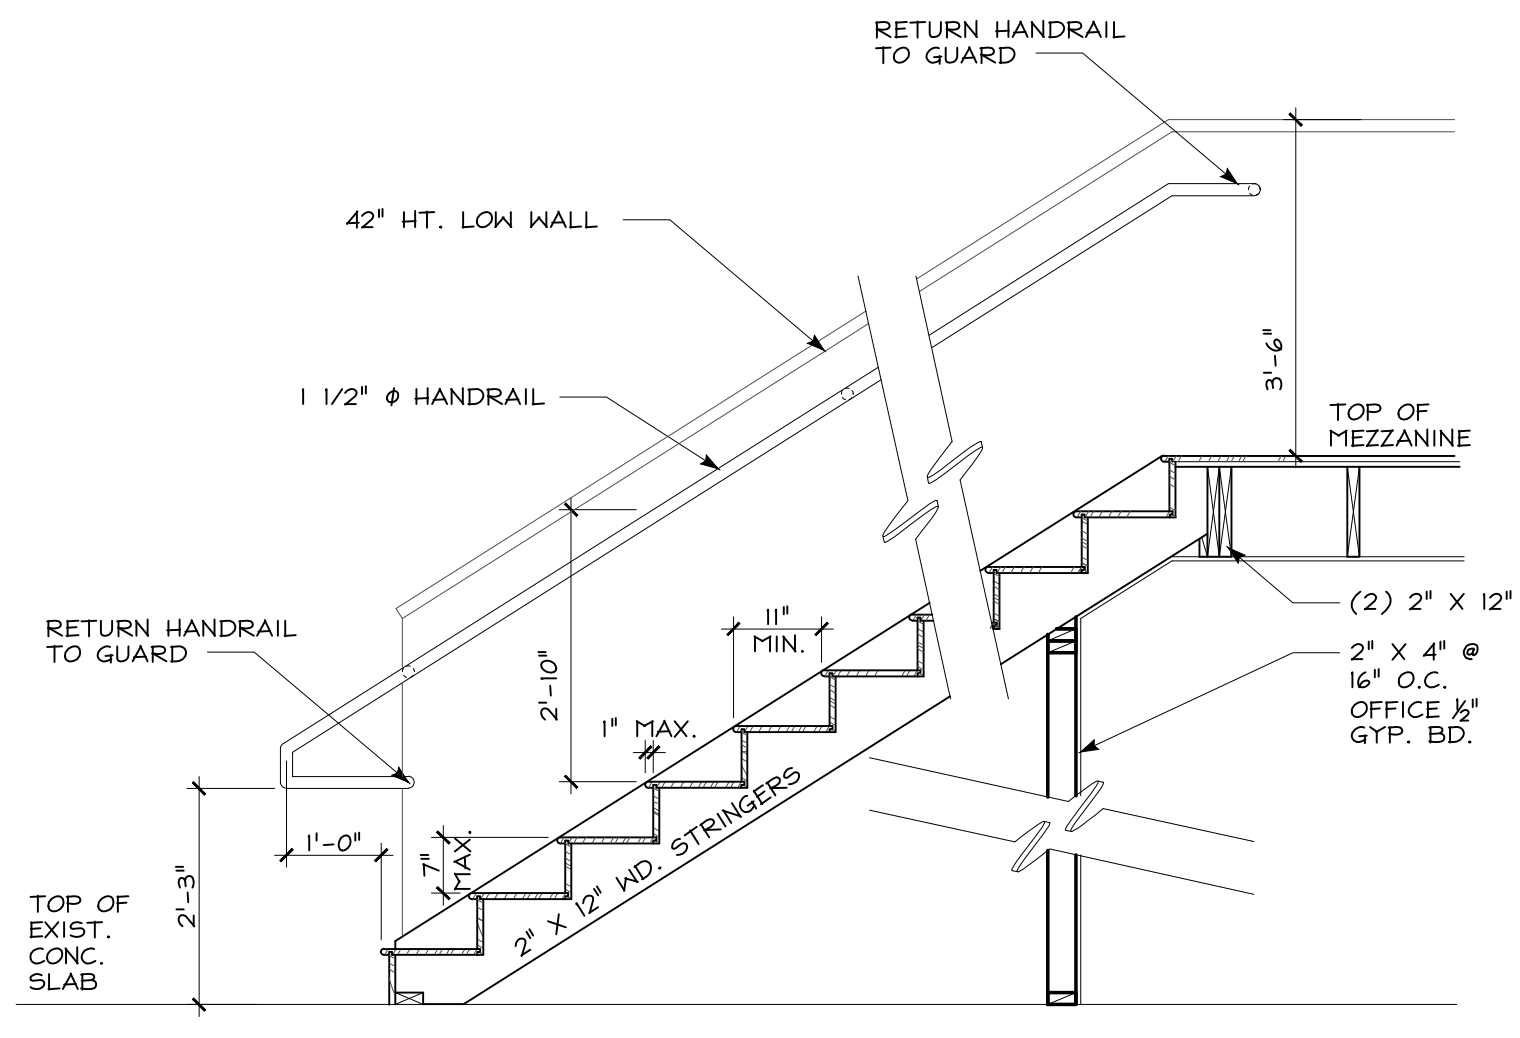 RETURN HANDRAIL
TO GUARD
42" HT. LOW WALL
1 1/2" ϕ HANDRAIL
3'-6"
TOP OF
MEZZANINE
RETURN HANDRAIL
TO GUARD
11"
MIN.
2'-10"
1" MAX.
(2) 2" X 12"
2" X 4" @
16" O.C.
OFFICE ½"
GYP. BD.
1'-0"
7"
MAX.
2" X 12" WD. STRINGERS
2'-3"
TOP OF
EXIST.
CONC.
SLAB